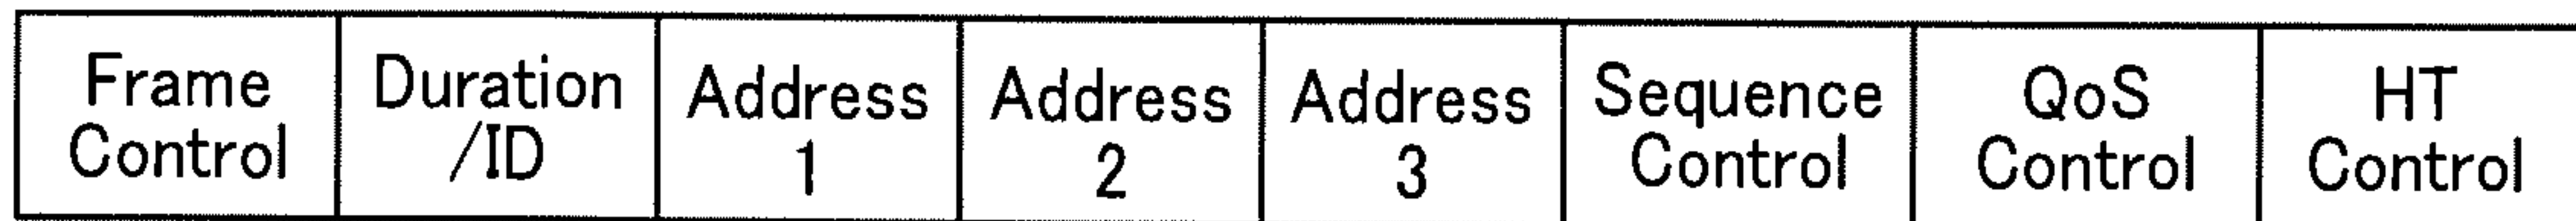 Frame
Control
Duration
/ID
Address
1
Address
2
Address
3
Sequence
Control
QoS
Control
HT
Control